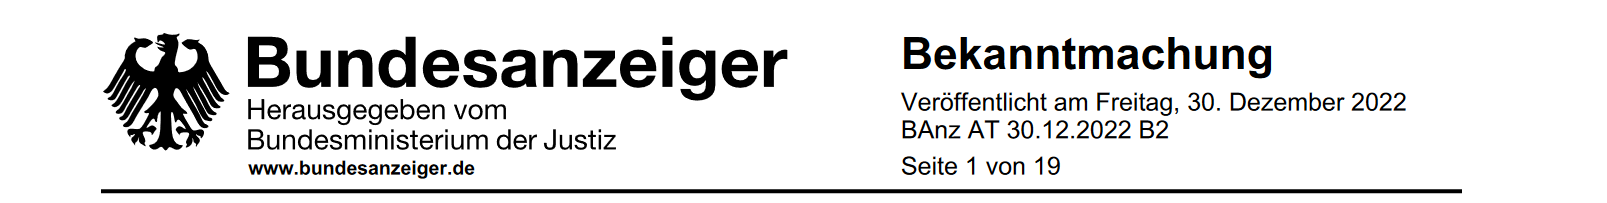 Bundesanzeiger
Herausgegeben vom
Bundesministerium der Justiz
www.bundesanzeiger.de
Bekanntmachung
Veröffentlicht am Freitag, 30. Dezember 2022
BAnz AT 30.12.2022 B2
Seite 1 von 19